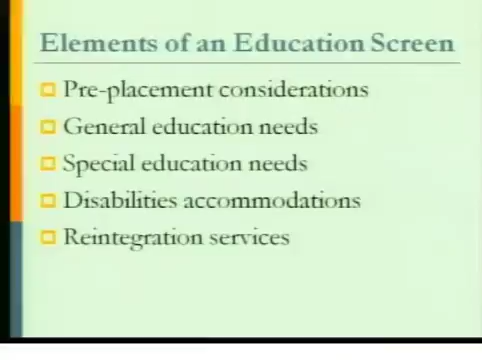 Elements of an Education Screen
Pre-placement considerations
General education needs
Special education needs
Disabilities accommodations
Reintegration services